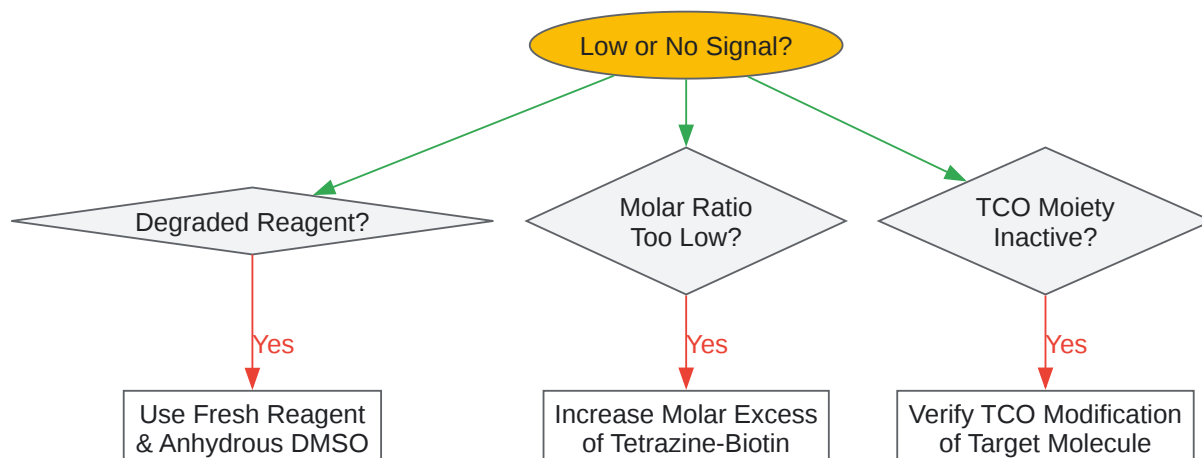 Low or No Signal?
Degraded Reagent?
Molar Ratio
Too Low?
TCO Moiety
Inactive?
Yes
Yes
Yes
Use Fresh Reagent
& Anhydrous DMSO
Increase Molar Excess
of Tetrazine-Biotin
Verify TCO Modification
of Target Molecule